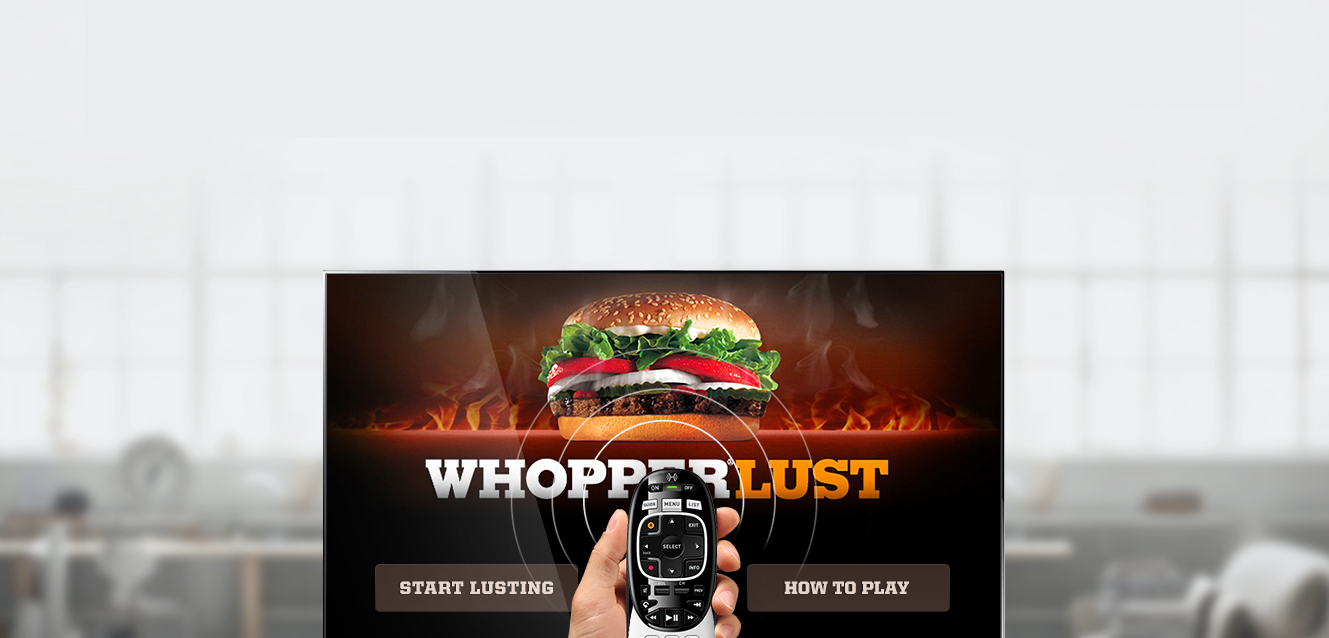 WHOPPER®LUST
ON OFF
GUIDE MENU LIST
EXIT
SELECT
BACK
INFO
CH
PREV
START LUSTING
HOW TO PLAY